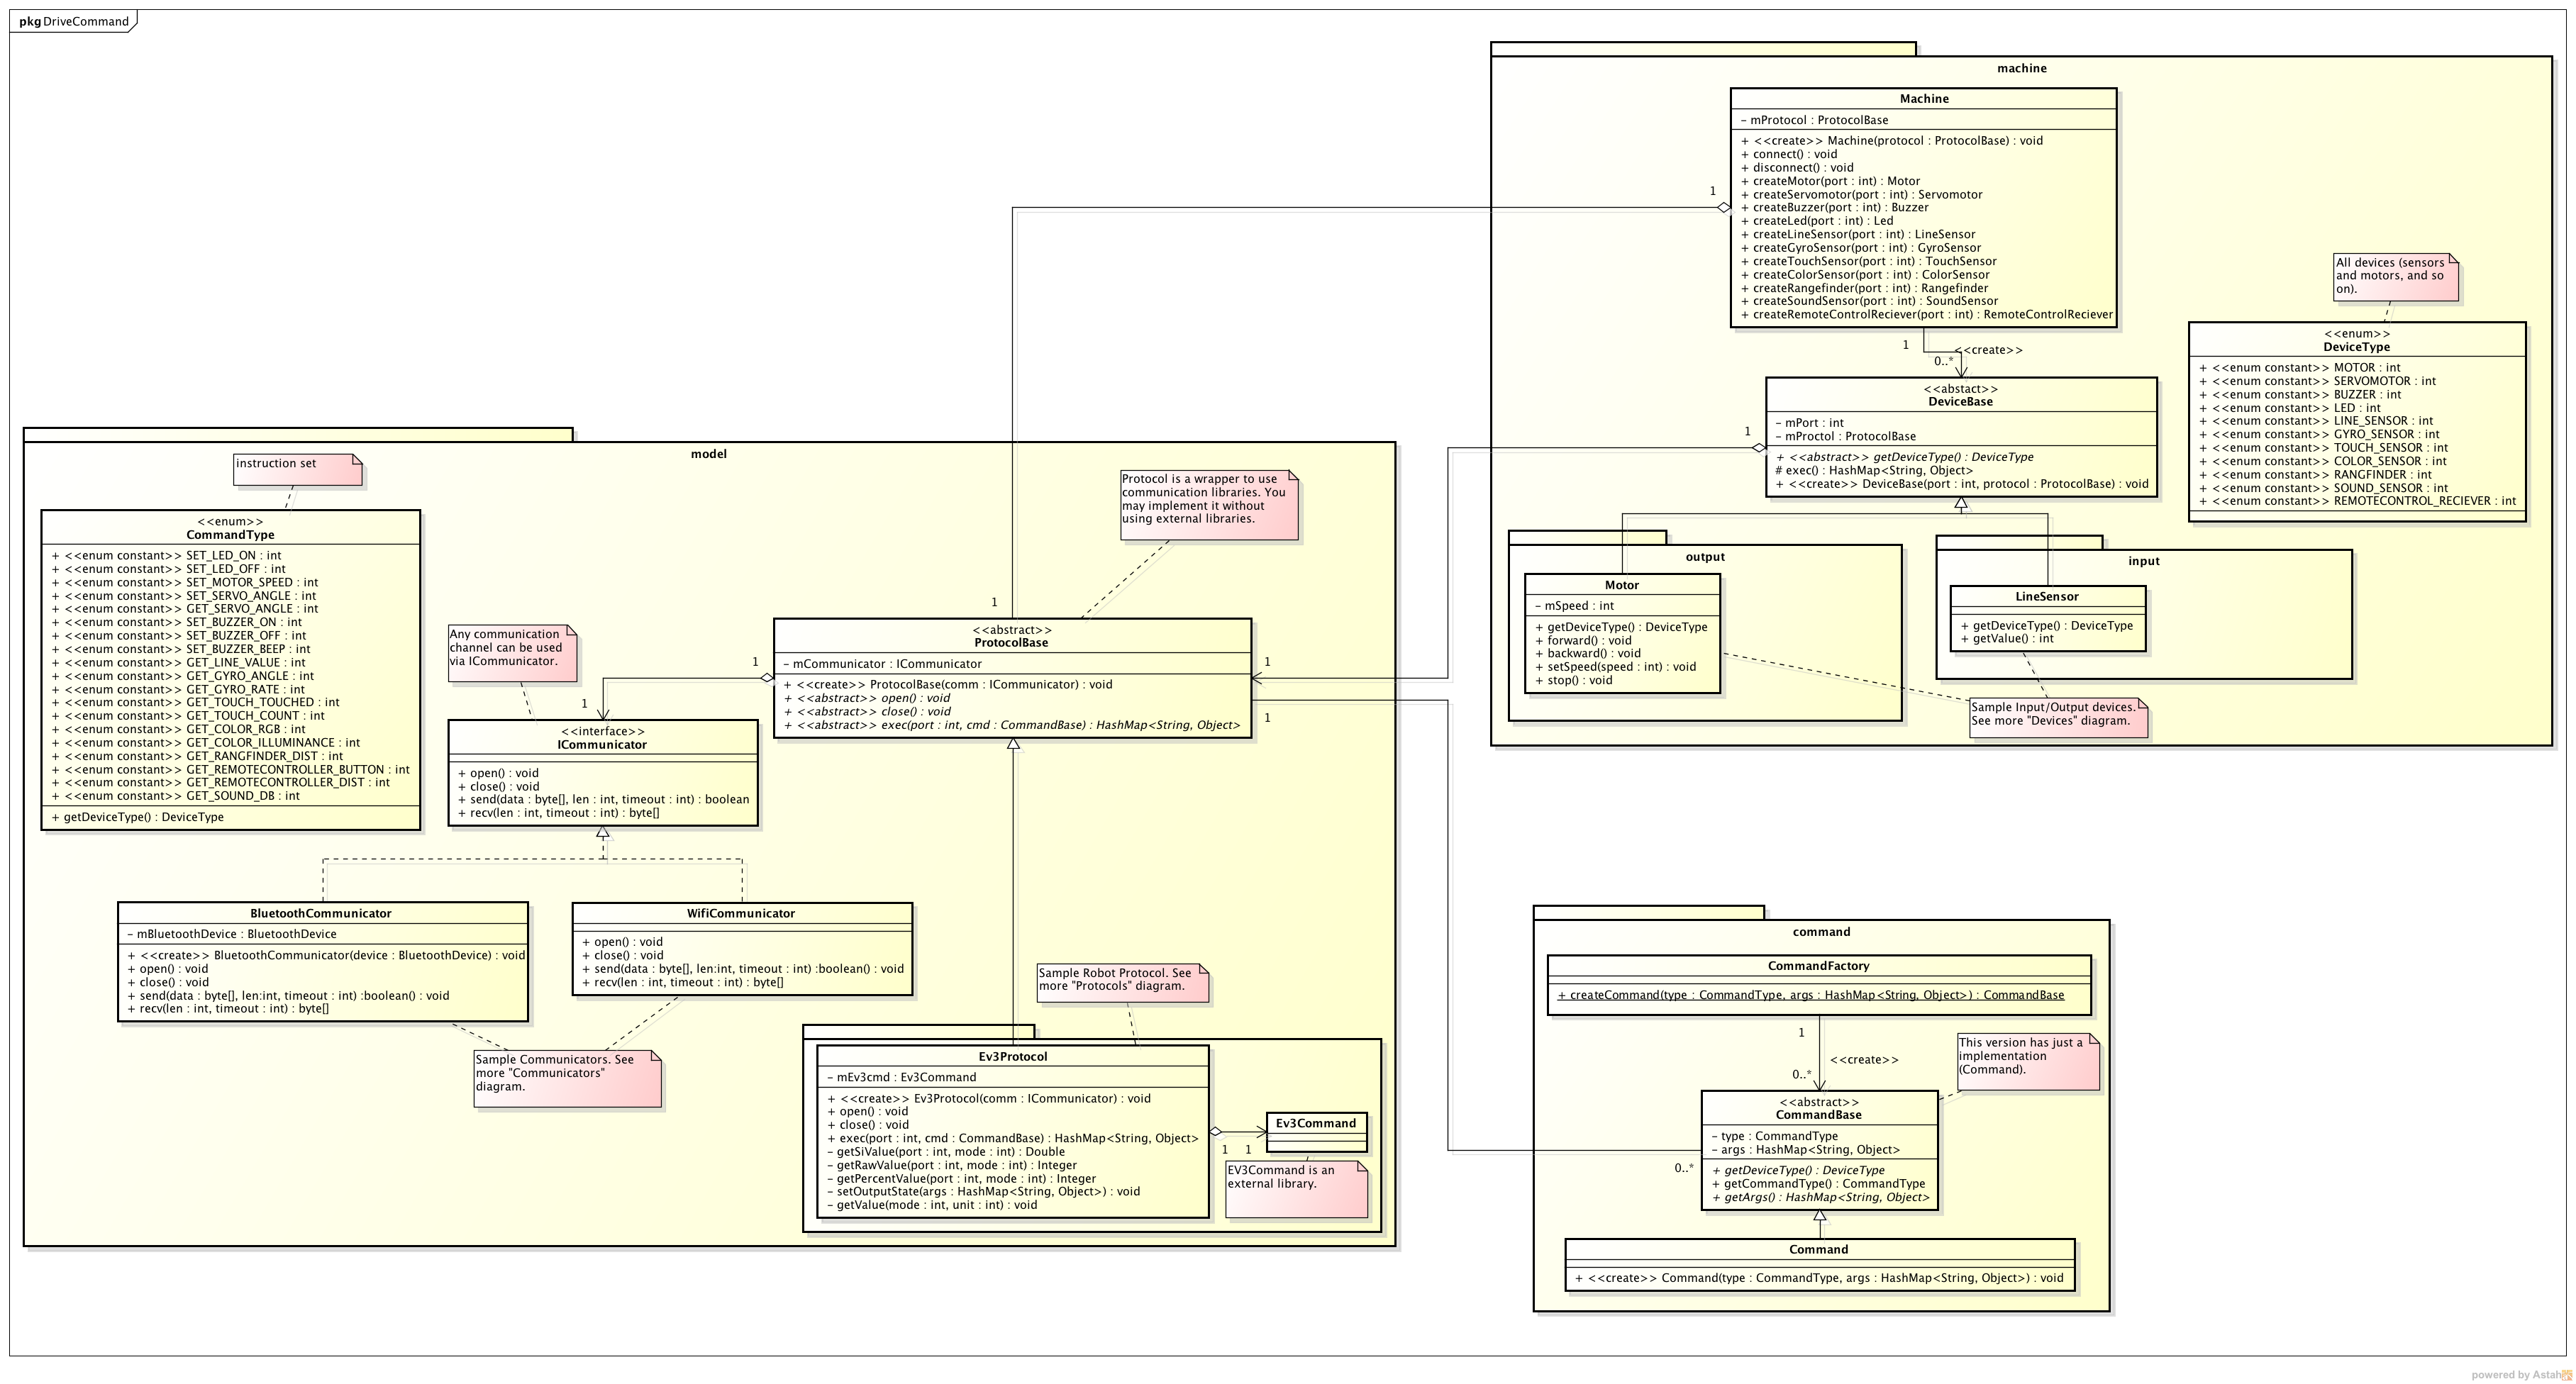 pkg DriveCommand
machine
Machine
– mProtocol : ProtocolBase
+ <<create>> Machine(protocol : ProtocolBase) : void
+ connect() : void
+ disconnect() : void
+ createMotor(port : int) : Motor
+ createServomotor(port : int) : Servomotor
+ createBuzzer(port : int) : Buzzer
+ createLed(port : int) : Led
+ createLineSensor(port : int) : LineSensor
+ createGyroSensor(port : int) : GyroSensor
+ createTouchSensor(port : int) : TouchSensor
+ createColorSensor(port : int) : ColorSensor
+ createRangefinder(port : int) : Rangefinder
+ createSoundSensor(port : int) : SoundSensor
+ createRemoteControlReciever(port : int) : RemoteControlReciever
1
1
<<create>>
0..*
All devices (sensors
and motors, and so
on).
<<enum>>
DeviceType
+ <<enum constant>> MOTOR : int
+ <<enum constant>> SERVOMOTOR : int
+ <<enum constant>> BUZZER : int
+ <<enum constant>> LED : int
+ <<enum constant>> LINE_SENSOR : int
+ <<enum constant>> GYRO_SENSOR : int
+ <<enum constant>> TOUCH_SENSOR : int
+ <<enum constant>> COLOR_SENSOR : int
+ <<enum constant>> RANGFINDER : int
+ <<enum constant>> SOUND_SENSOR : int
+ <<enum constant>> REMOTECONTROL_RECIEVER : int
<<abstact>>
DeviceBase
– mPort : int
– mProctol : ProtocolBase
+ <<abstract>> getDeviceType() : DeviceType
# exec() : HashMap<String, Object>
+ <<create>> DeviceBase(port : int, protocol : ProtocolBase) : void
1
output
Motor
– mSpeed : int
+ getDeviceType() : DeviceType
+ forward() : void
+ backward() : void
+ setSpeed(speed : int) : void
+ stop() : void
input
LineSensor
+ getDeviceType() : DeviceType
+ getValue() : int
Sample Input/Output devices.
See more "Devices" diagram.
model
instruction set
<<enum>>
CommandType
+ <<enum constant>> SET_LED_ON : int
+ <<enum constant>> SET_LED_OFF : int
+ <<enum constant>> SET_MOTOR_SPEED : int
+ <<enum constant>> SET_SERVO_ANGLE : int
+ <<enum constant>> GET_SERVO_ANGLE : int
+ <<enum constant>> SET_BUZZER_ON : int
+ <<enum constant>> SET_BUZZER_OFF : int
+ <<enum constant>> SET_BUZZER_BEEP : int
+ <<enum constant>> GET_LINE_VALUE : int
+ <<enum constant>> GET_GYRO_ANGLE : int
+ <<enum constant>> GET_GYRO_RATE : int
+ <<enum constant>> GET_TOUCH_TOUCHED : int
+ <<enum constant>> GET_TOUCH_COUNT : int
+ <<enum constant>> GET_COLOR_RGB : int
+ <<enum constant>> GET_COLOR_ILLUMINANCE : int
+ <<enum constant>> GET_RANGFINDER_DIST : int
+ <<enum constant>> GET_REMOTECONTROLLER_BUTTON : int
+ <<enum constant>> GET_REMOTECONTROLLER_DIST : int
+ <<enum constant>> GET_SOUND_DB : int
+ getDeviceType() : DeviceType
Protocol is a wrapper to use
communication libraries. You
may implement it without
using external libraries.
1
<<abstract>>
ProtocolBase
– mCommunicator : ICommunicator
+ <<create>> ProtocolBase(comm : ICommunicator) : void
+ <<abstract>> open() : void
+ <<abstract>> close() : void
+ <<abstract>> exec(port : int, cmd : CommandBase) : HashMap<String, Object>
1
1
1
1
Any communication
channel can be used
via ICommunicator.
<<interface>>
ICommunicator
+ open() : void
+ close() : void
+ send(data : byte[], len : int, timeout : int) : boolean
+ recv(len : int, timeout : int) : byte[]
BluetoothCommunicator
– mBluetoothDevice : BluetoothDevice
+ <<create>> BluetoothCommunicator(device : BluetoothDevice) : void
+ open() : void
+ close() : void
+ send(data : byte[], len:int, timeout : int) :boolean() : void
+ recv(len : int, timeout : int) : byte[]
WifiCommunicator
+ open() : void
+ close() : void
+ send(data : byte[], len:int, timeout : int) :boolean() : void
+ recv(len : int, timeout : int) : byte[]
Sample Communicators. See
more "Communicators"
diagram.
Sample Robot Protocol. See
more "Protocols" diagram.
Ev3Protocol
– mEv3cmd : Ev3Command
+ <<create>> Ev3Protocol(comm : ICommunicator) : void
+ open() : void
+ close() : void
+ exec(port : int, cmd : CommandBase) : HashMap<String, Object>
– getSiValue(port : int, mode : int) : Double
– getRawValue(port : int, mode : int) : Integer
– getPercentValue(port : int, mode : int) : Integer
– setOutputState(args : HashMap<String, Object>) : void
– getValue(mode : int, unit : int) : void
1
1
Ev3Command
EV3Command is an
external library.
command
CommandFactory
+ createCommand(type : CommandType, args : HashMap<String, Object>) : CommandBase
1
<<create>>
0..*
This version has just a
implementation
(Command).
<<abstract>>
CommandBase
– type : CommandType
– args : HashMap<String, Object>
+ getDeviceType() : DeviceType
+ getCommandType() : CommandType
+ getArgs() : HashMap<String, Object>
0..*
Command
+ <<create>> Command(type : CommandType, args : HashMap<String, Object>) : void
powered by Astah